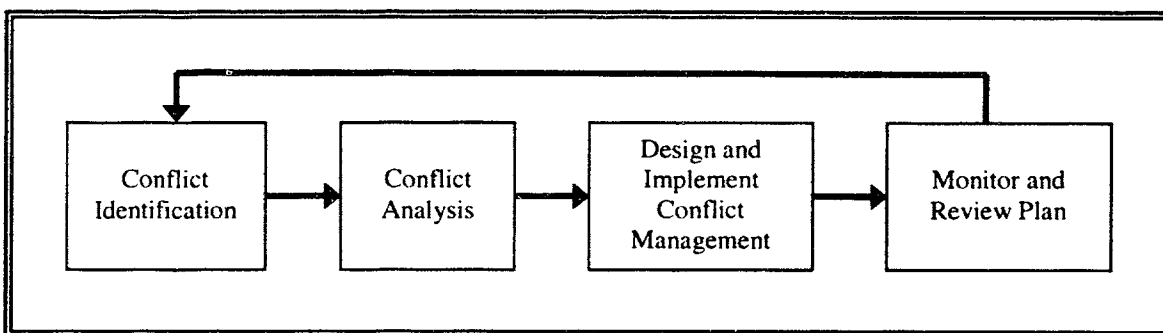 Conflict
Identification
Conflict
Analysis
Design and
Implement
Conflict
Management
Monitor and
Review Plan